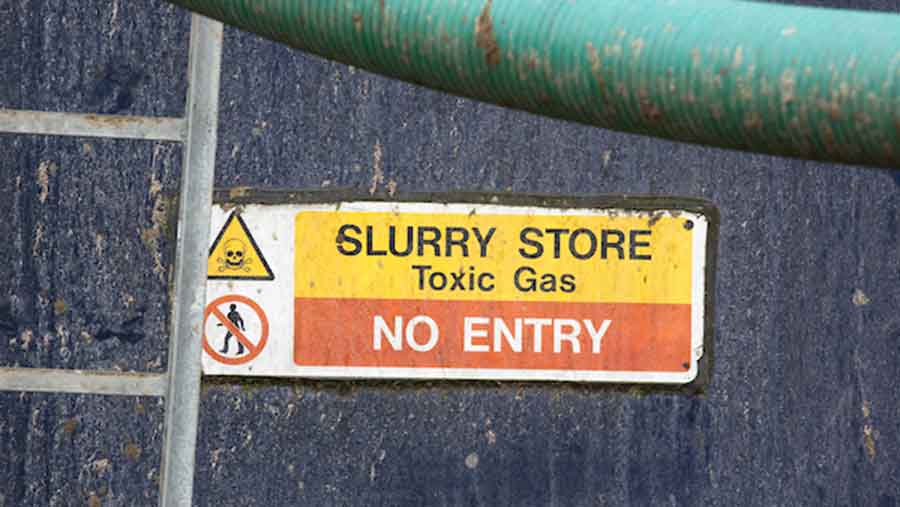 SLURRY STORE
Toxic Gas
NO ENTRY